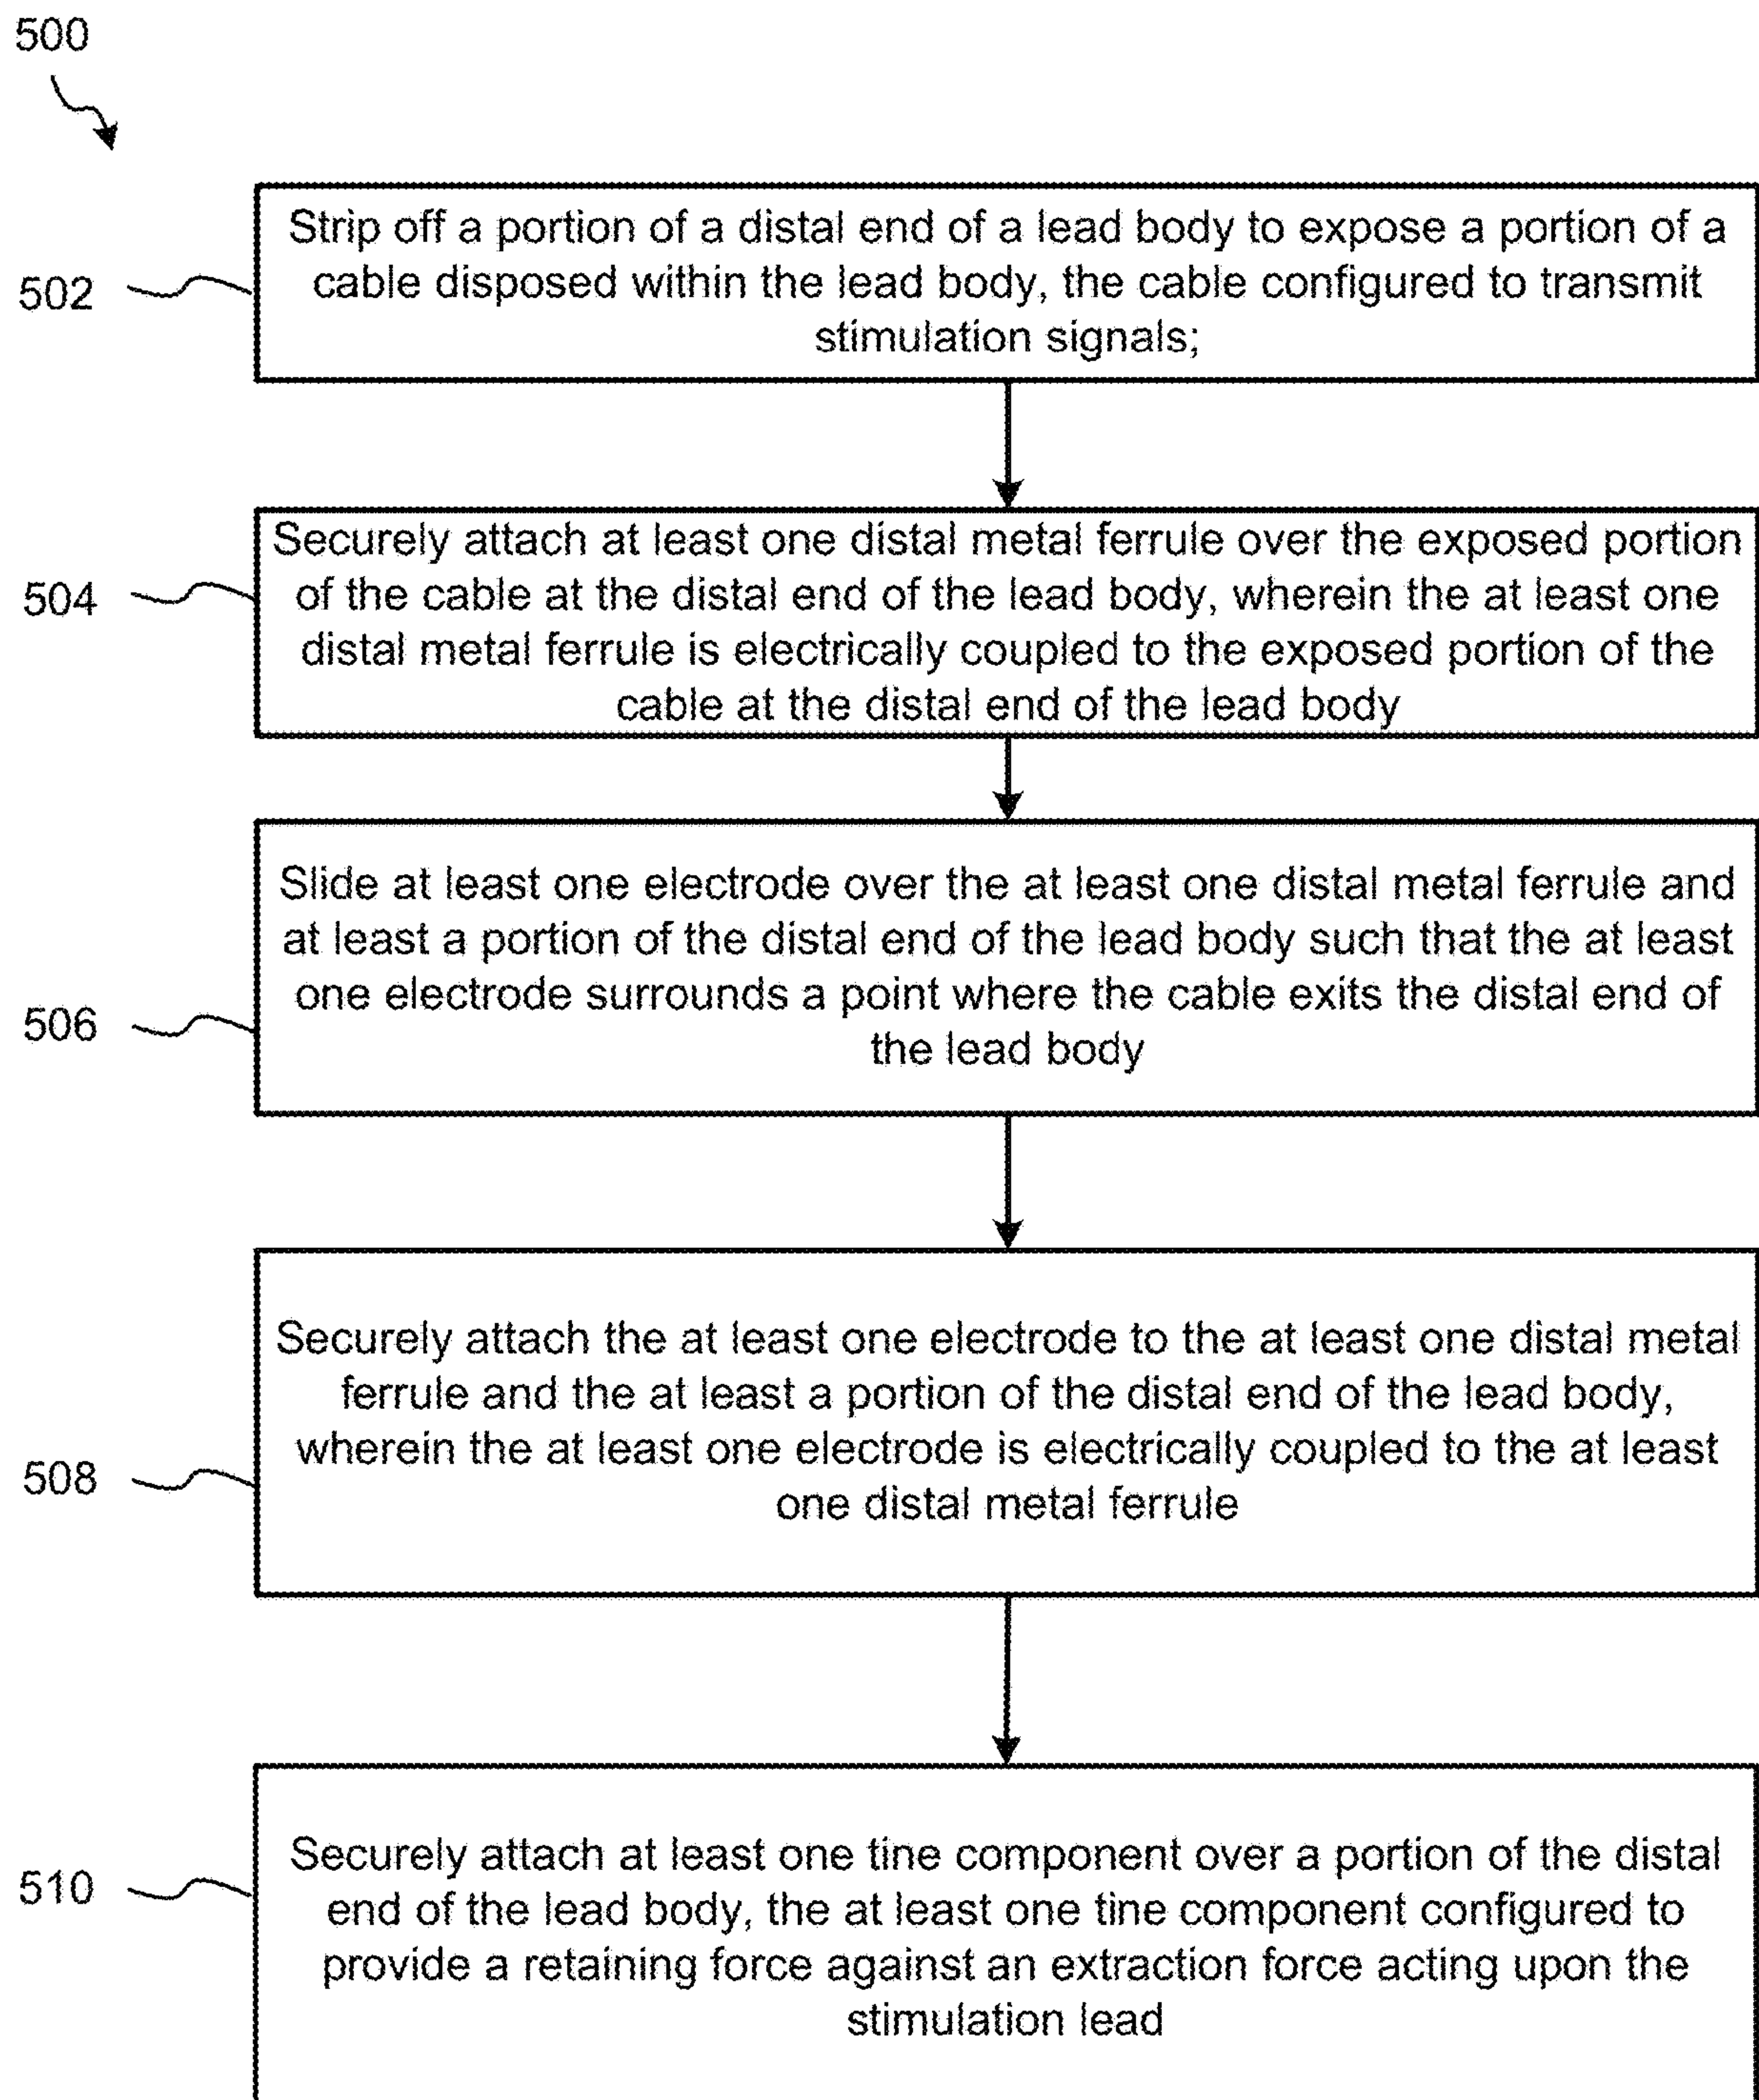 500
502
Strip off a portion of a distal end of a lead body to expose a portion of a
cable disposed within the lead body, the cable configured to transmit
stimulation signals;
504
Securely attach at least one distal metal ferrule over the exposed portion
of the cable at the distal end of the lead body, wherein the at least one
distal metal ferrule is electrically coupled to the exposed portion of the
cable at the distal end of the lead body
506
Slide at least one electrode over the at least one distal metal ferrule and
at least a portion of the distal end of the lead body such that the at least
one electrode surrounds a point where the cable exits the distal end of
the lead body
508
Securely attach the at least one electrode to the at least one distal metal
ferrule and the at least a portion of the distal end of the lead body,
wherein the at least one electrode is electrically coupled to the at least
one distal metal ferrule
510
Securely attach at least one tine component over a portion of the distal
end of the lead body, the at least one tine component configured to
provide a retaining force against an extraction force acting upon the
stimulation lead